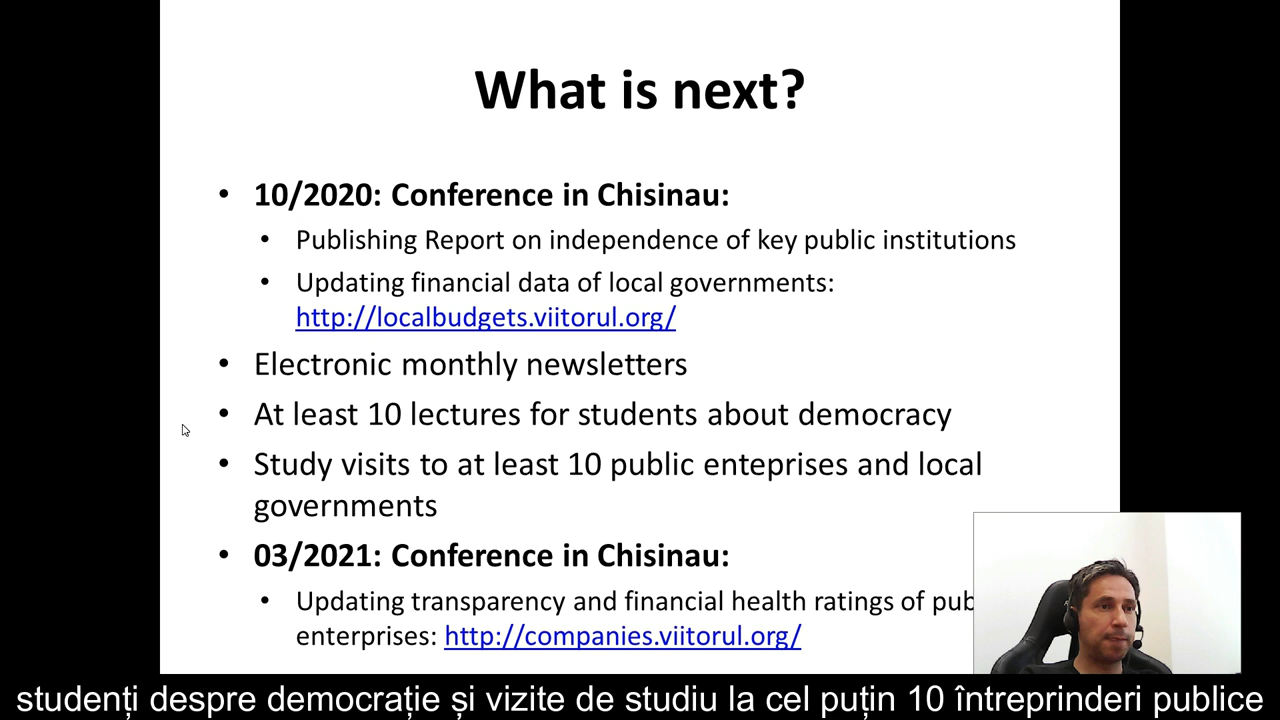 What is next?
• 10/2020: Conference in Chisinau:
• Publishing Report on independence of key public institutions
• Updating financial data of local governments:
http://localbudgets.viitorul.org/
• Electronic monthly newsletters
• At least 10 lectures for students about democracy
• Study visits to at least 10 public enteprises and local
governments
• 03/2021: Conference in Chisinau:
• Updating transparency and financial health ratings of
enterprises: http://companies.viitorul.org/
studenți despre democrație și vizite de studiu la cel puțin 10 întreprinderi publice